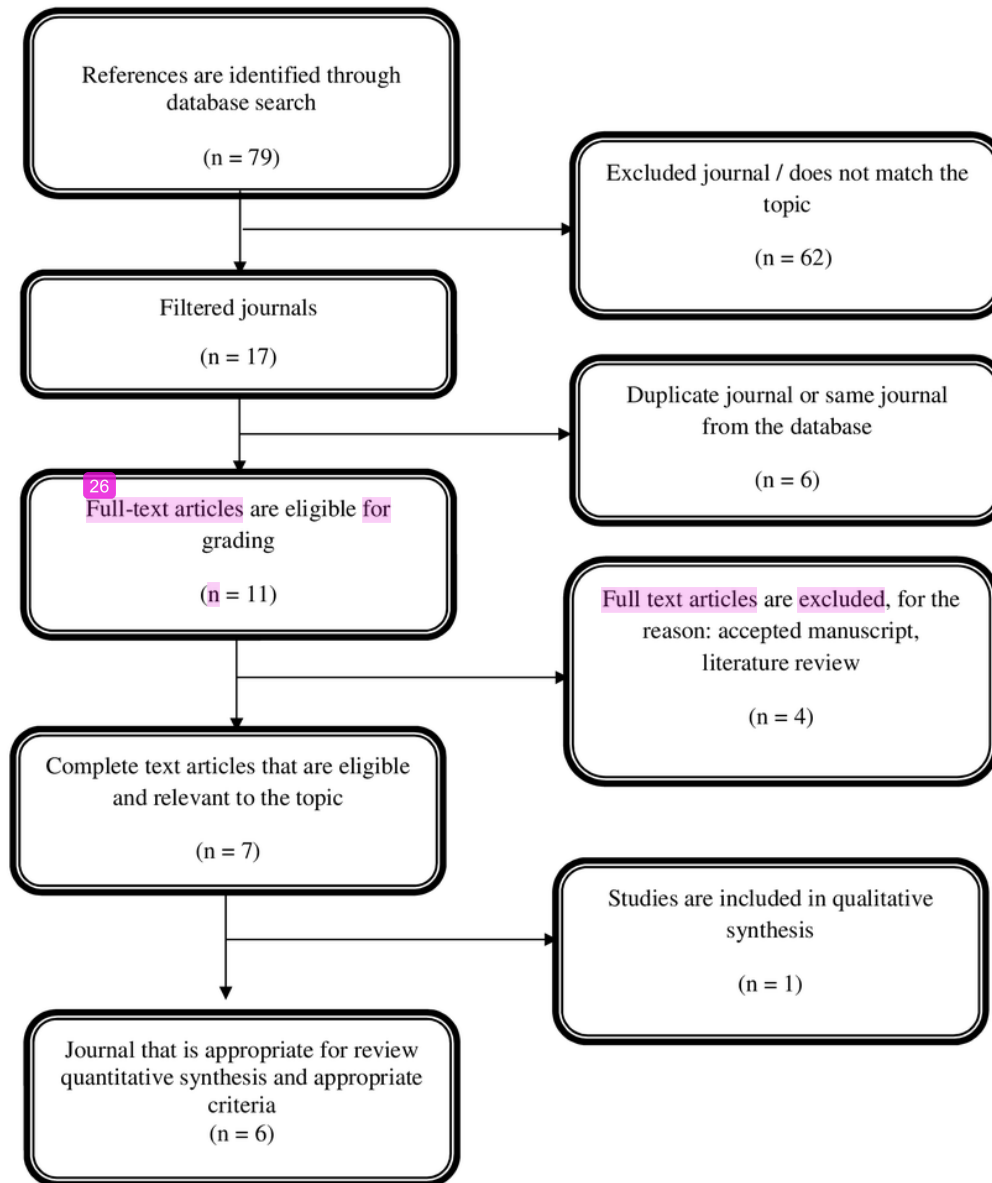 References are identified through
database search
(n = 79)
Excluded journal / does not match the
topic
(n = 62)
Filtered journals
(n = 17)
Duplicate journal or same journal
from the database
(n = 6)
26
Full-text articles are eligible for
grading
(n = 11)
Full text articles are excluded, for the
reason: accepted manuscript,
literature review
(n = 4)
Complete text articles that are eligible
and relevant to the topic
(n = 7)
Studies are included in qualitative
synthesis
(n = 1)
Journal that is appropriate for review
quantitative synthesis and appropriate
criteria
(n = 6)